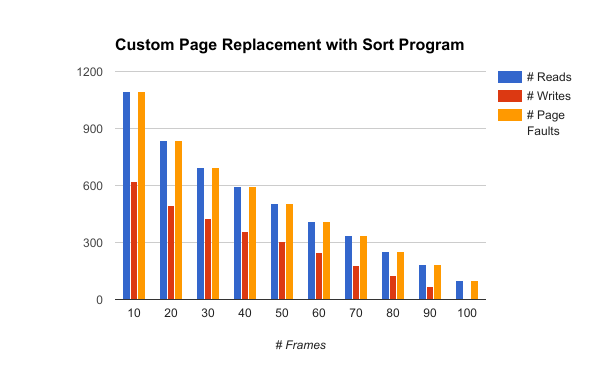 Custom Page Replacement with Sort Program
1200
900
600
300
0
10 20 30 40 50 60 70 80 90 100
# Frames
# Reads
# Writes
# Page
Faults